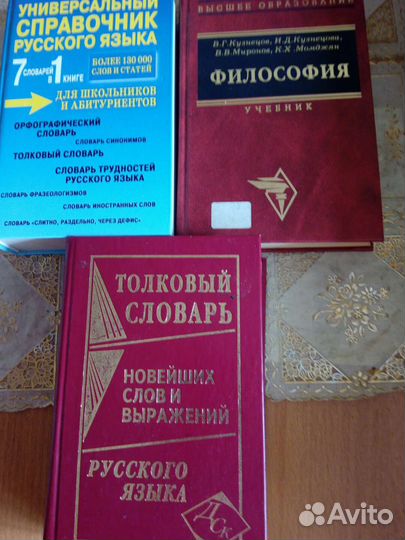 УНИВЕРСАЛЬНЫЙ
СПРАВОЧНИК
РУССКОГО ЯЗЫКА
7 СЛОВАРЕЙ В 1 КНИГЕ
БОЛЕЕ 130 000
СЛОВ И СТАТЕЙ
ДЛЯ ШКОЛЬНИКОВ
И АБИТУРИЕНТОВ
ОРФОГРАФИЧЕСКИЙ
СЛОВАРЬ
СЛОВАРЬ СИНОНИМОВ
ТОЛКОВЫЙ СЛОВАРЬ
СЛОВАРЬ ТРУДНОСТЕЙ
РУССКОГО ЯЗЫКА
СЛОВАРЬ ФРАЗЕОЛОГИЗМОВ
СЛОВАРЬ ИНОСТРАННЫХ СЛОВ
СЛОВАРЬ «СЛИТНО, РАЗДЕЛЬНО, ЧЕРЕЗ ДЕФИС»
ВЫСШЕЕ ОБРАЗОВАНИЕ
В.Г.Кузнецов, И.Д.Кузнецова,
В.В.Миронов, К.Х.Момджян
ФИЛОСОФИЯ
УЧЕБНИК
ТОЛКОВЫЙ
СЛОВАРЬ
НОВЕЙШИХ
СЛОВ И
ВЫРАЖЕНИЙ
РУССКОГО
ЯЗЫКА
ДСК
Avito